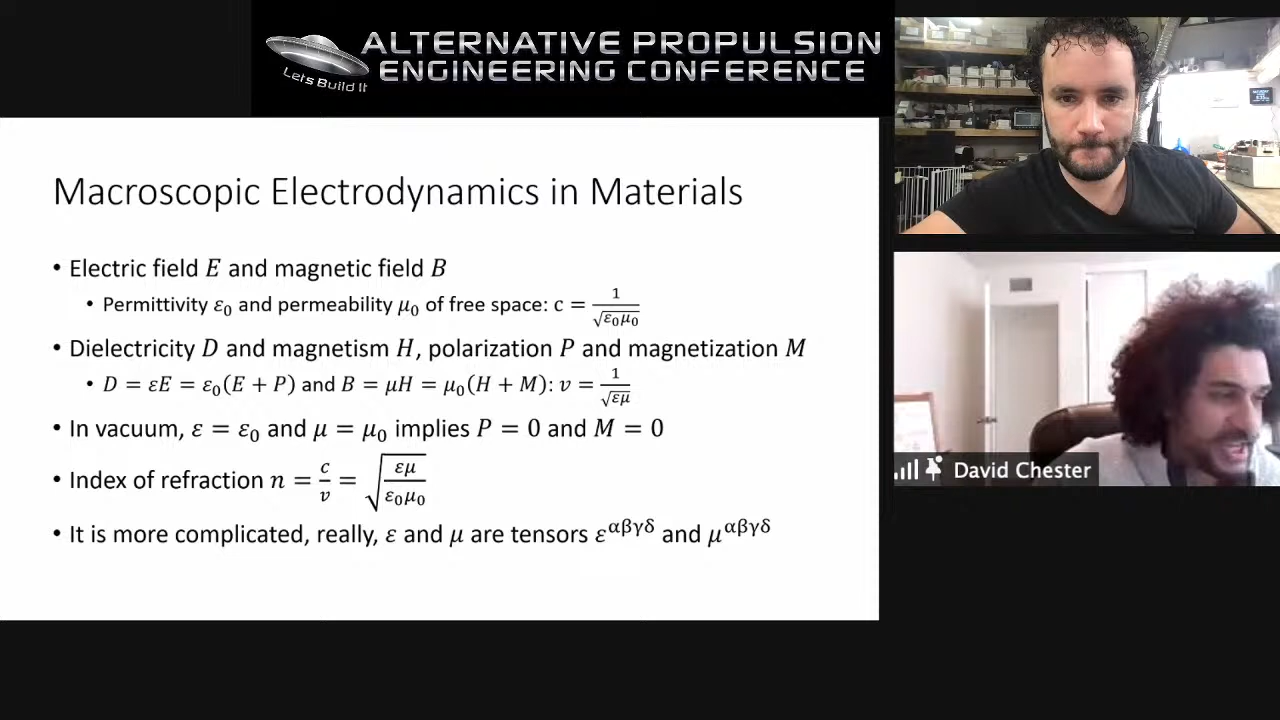 ALTERNATIVE PROPULSION
ENGINEERING CONFERENCE
Lets Build It
Macroscopic Electrodynamics in Materials
• Electric field E and magnetic field B
• Permittivity ε₀ and permeability μ₀ of free space: c = 1/√(ε₀μ₀)
• Dielectricity D and magnetism H, polarization P and magnetization M
• D = εE = ε₀(E + P) and B = μH = μ₀(H + M): v = 1/√(εμ)
• In vacuum, ε = ε₀ and μ = μ₀ implies P = 0 and M = 0
• Index of refraction n = c/v = √(εμ/ε₀μ₀)
• It is more complicated, really, ε and μ are tensors ε^αβγδ and μ^αβγδ
David Chester